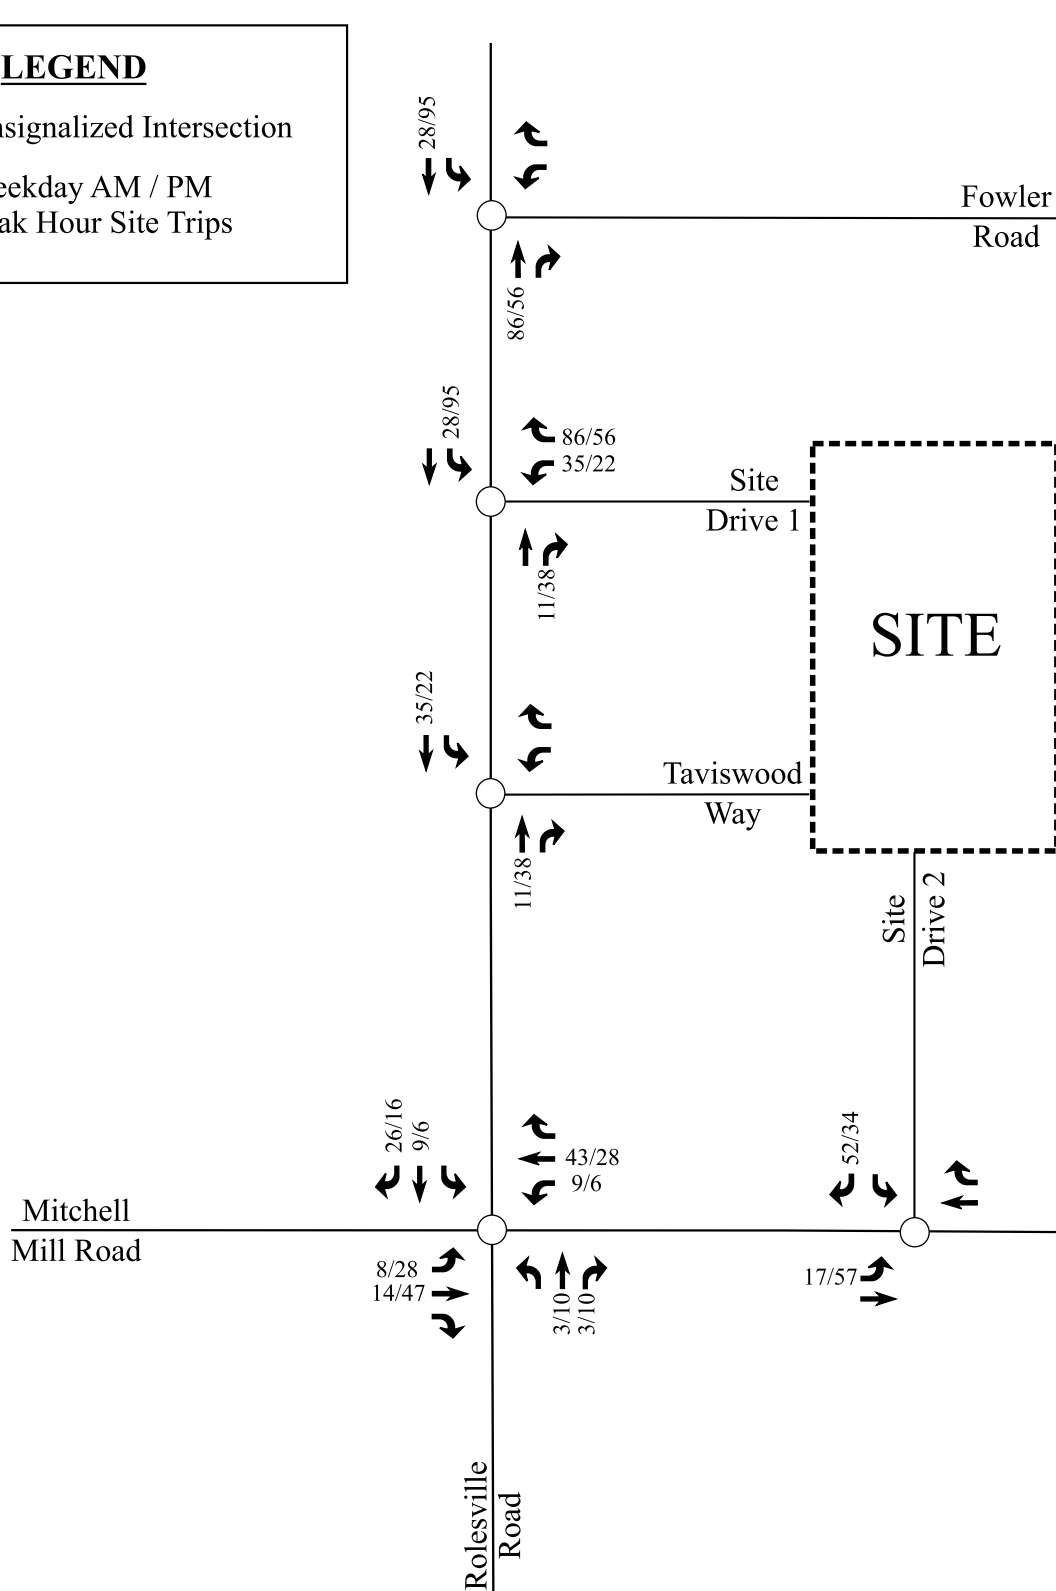 LEGEND
nsignalized Intersection
eekday AM / PM
ak Hour Site Trips
28/95
Fowler
Road
86/56
28/95
86/56
35/22
Site
Drive 1
11/38
SITE
35/22
Taviswood
Way
11/38
Site
Drive 2
26/16
9/6
43/28
9/6
52/34
Mitchell
Mill Road
8/28
14/47
3/10
3/10
17/57
Rolesville
Road